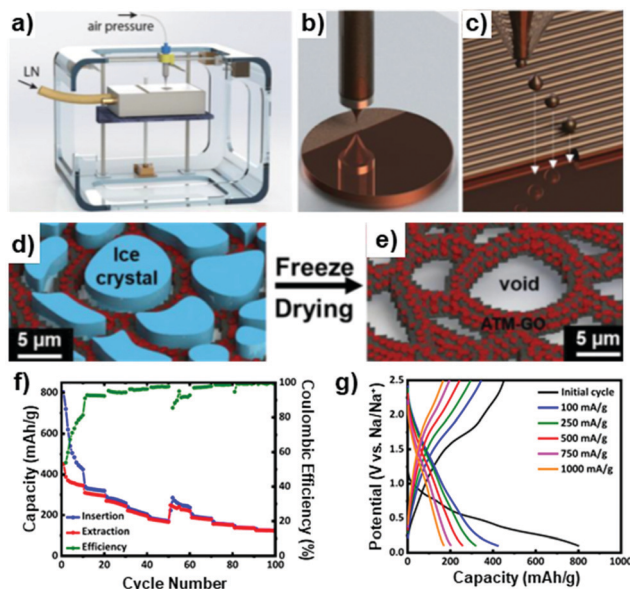 a)
air pressure
LN
b)
c)
d)
Ice
crystal
5 µm
Freeze
Drying
e)
void
ATM-GO
5 µm
f)
Capacity (mAh/g)
800
600
400
200
0
0 20 40 60 80 100
Cycle Number
100
80
60
40
20
0
Coulombic Efficiency (%)
Insertion
Extraction
Efficiency
g)
Potential (V vs. Na/Na⁺)
2.5
2.0
1.5
1.0
0.5
0.0
0 200 400 600 800 1000
Capacity (mAh/g)
Initial cycle
100 mA/g
250 mA/g
500 mA/g
750 mA/g
1000 mA/g